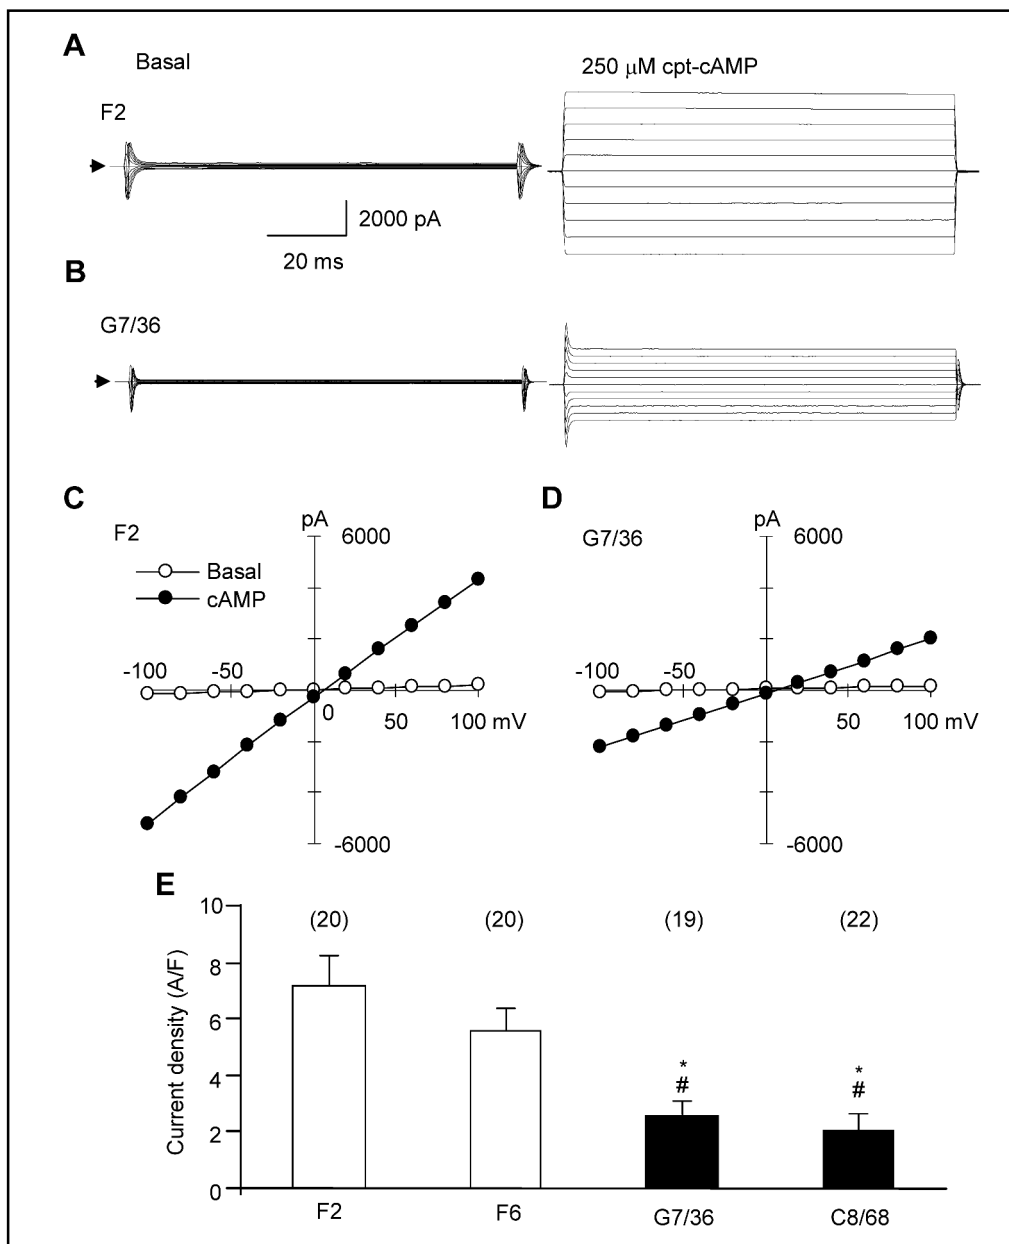 A
Basal
250 μM cpt-cAMP
F2
2000 pA
20 ms
B
G7/36
C
D
F2
pA
6000
G7/36
pA
6000
Basal
cAMP
-100
-50
0
50
100 mV
-6000
-100
-50
50
100 mV
-6000
E
Current density (A/F)
10
8
6
4
2
0
(20)
(20)
(19)
(22)
*
#
*
#
F2
F6
G7/36
C8/68